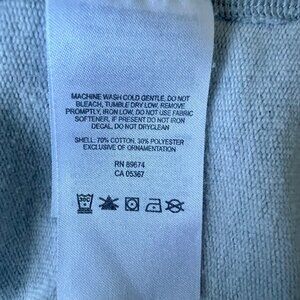 MACHINE WASH COLD GENTLE, DO NOT
BLEACH, TUMBLE DRY LOW, REMOVE
PROMPTLY, IRON LOW, DO NOT USE FABRIC
SOFTENER, IF PRESENT DO NOT IRON
DECAL, DO NOT DRYCLEAN
SHELL: 70% COTTON, 30% POLYESTER
EXCLUSIVE OF ORNAMENTATION
RN 89674
CA 05367
30C